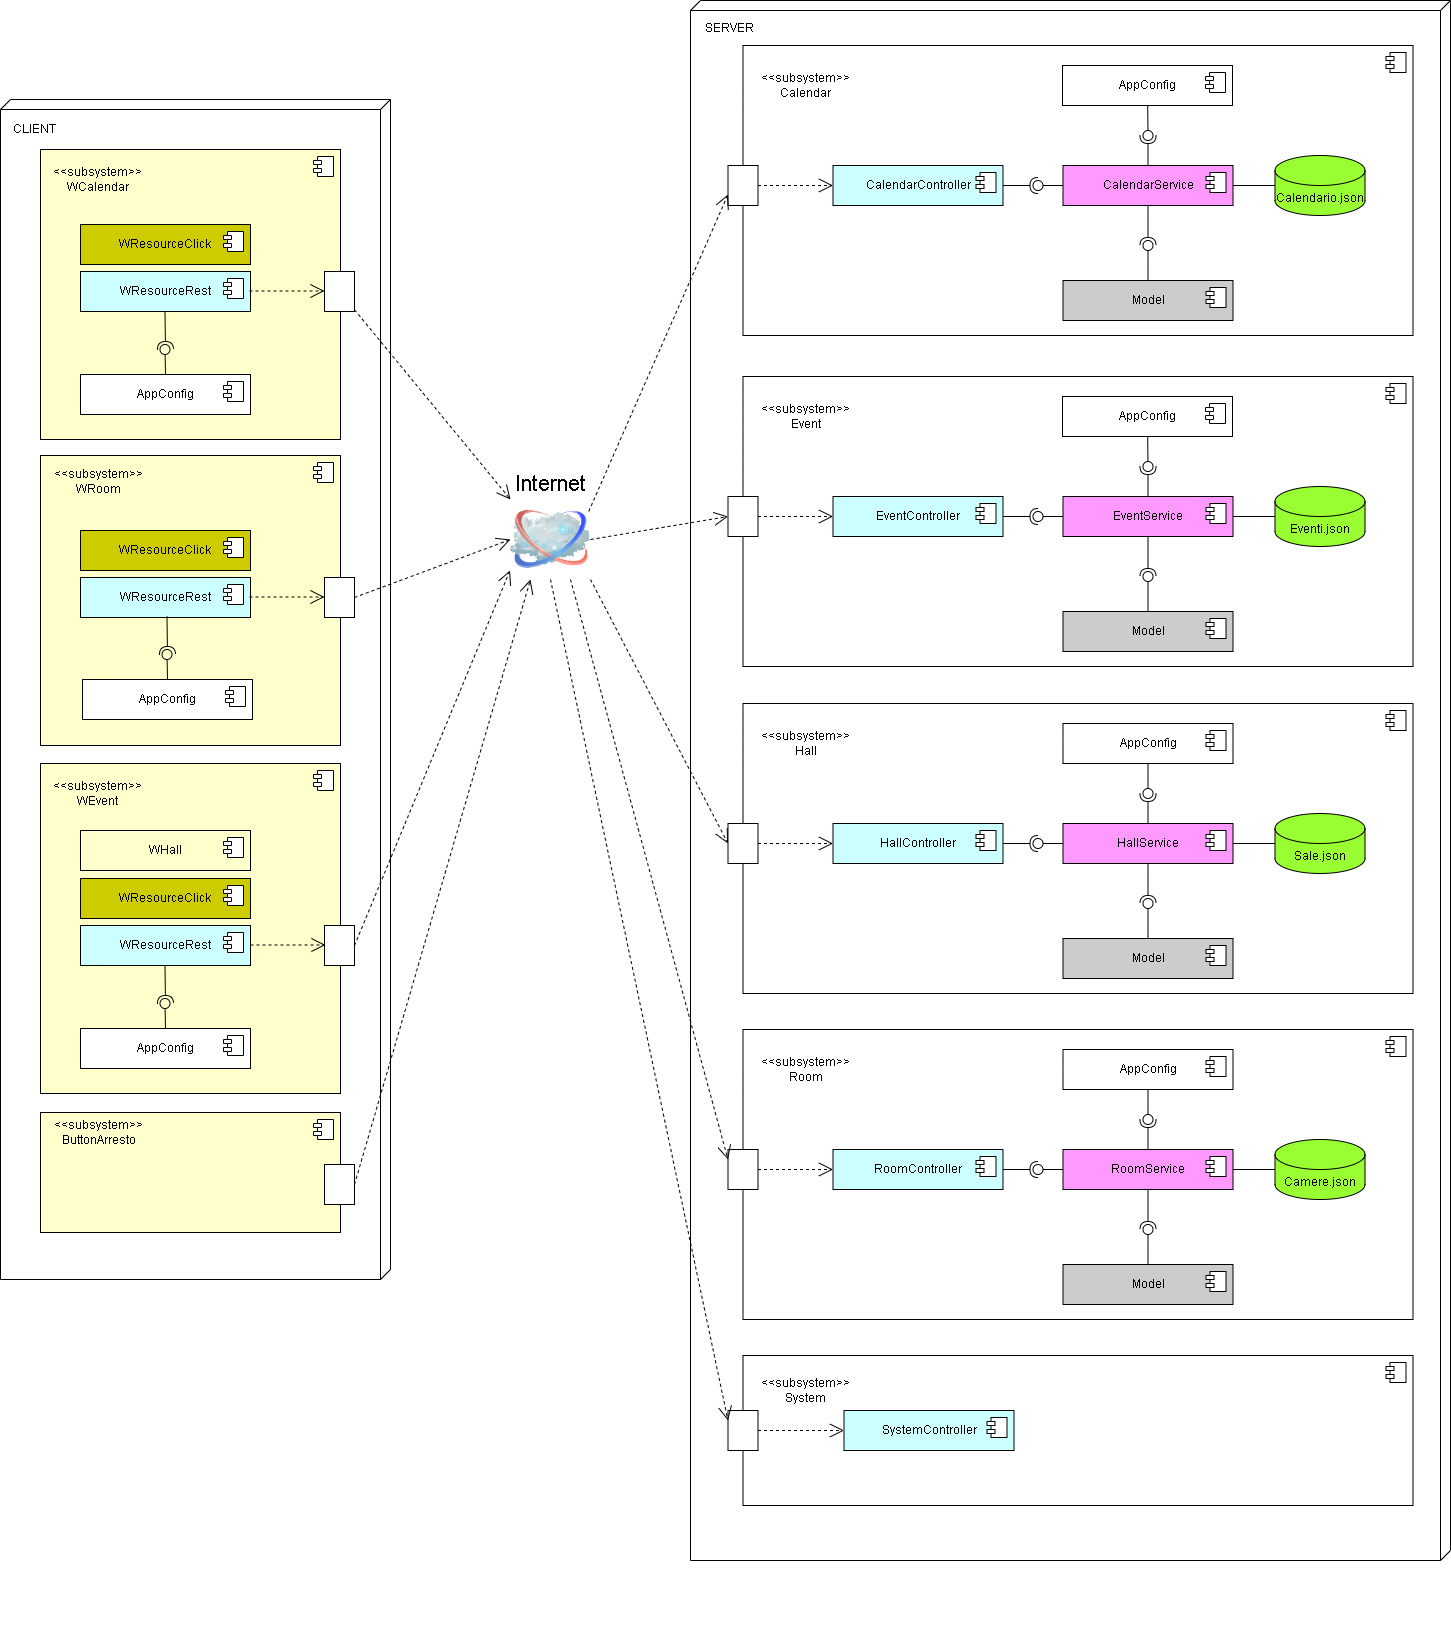 CLIENT
<<subsystem>>
WCalendar
WResourceClick
WResourceRest
AppConfig
<<subsystem>>
WRoom
WResourceClick
WResourceRest
AppConfig
<<subsystem>>
WEvent
WHall
WResourceClick
WResourceRest
AppConfig
<<subsystem>>
ButtonArresto
Internet
SERVER
<<subsystem>>
Calendar
AppConfig
CalendarController
CalendarService
Calendario.json
Model
<<subsystem>>
Event
AppConfig
EventController
EventService
Eventi.json
Model
<<subsystem>>
Hall
AppConfig
HallController
HallService
Sale.json
Model
<<subsystem>>
Room
AppConfig
RoomController
RoomService
Camere.json
Model
<<subsystem>>
System
SystemController